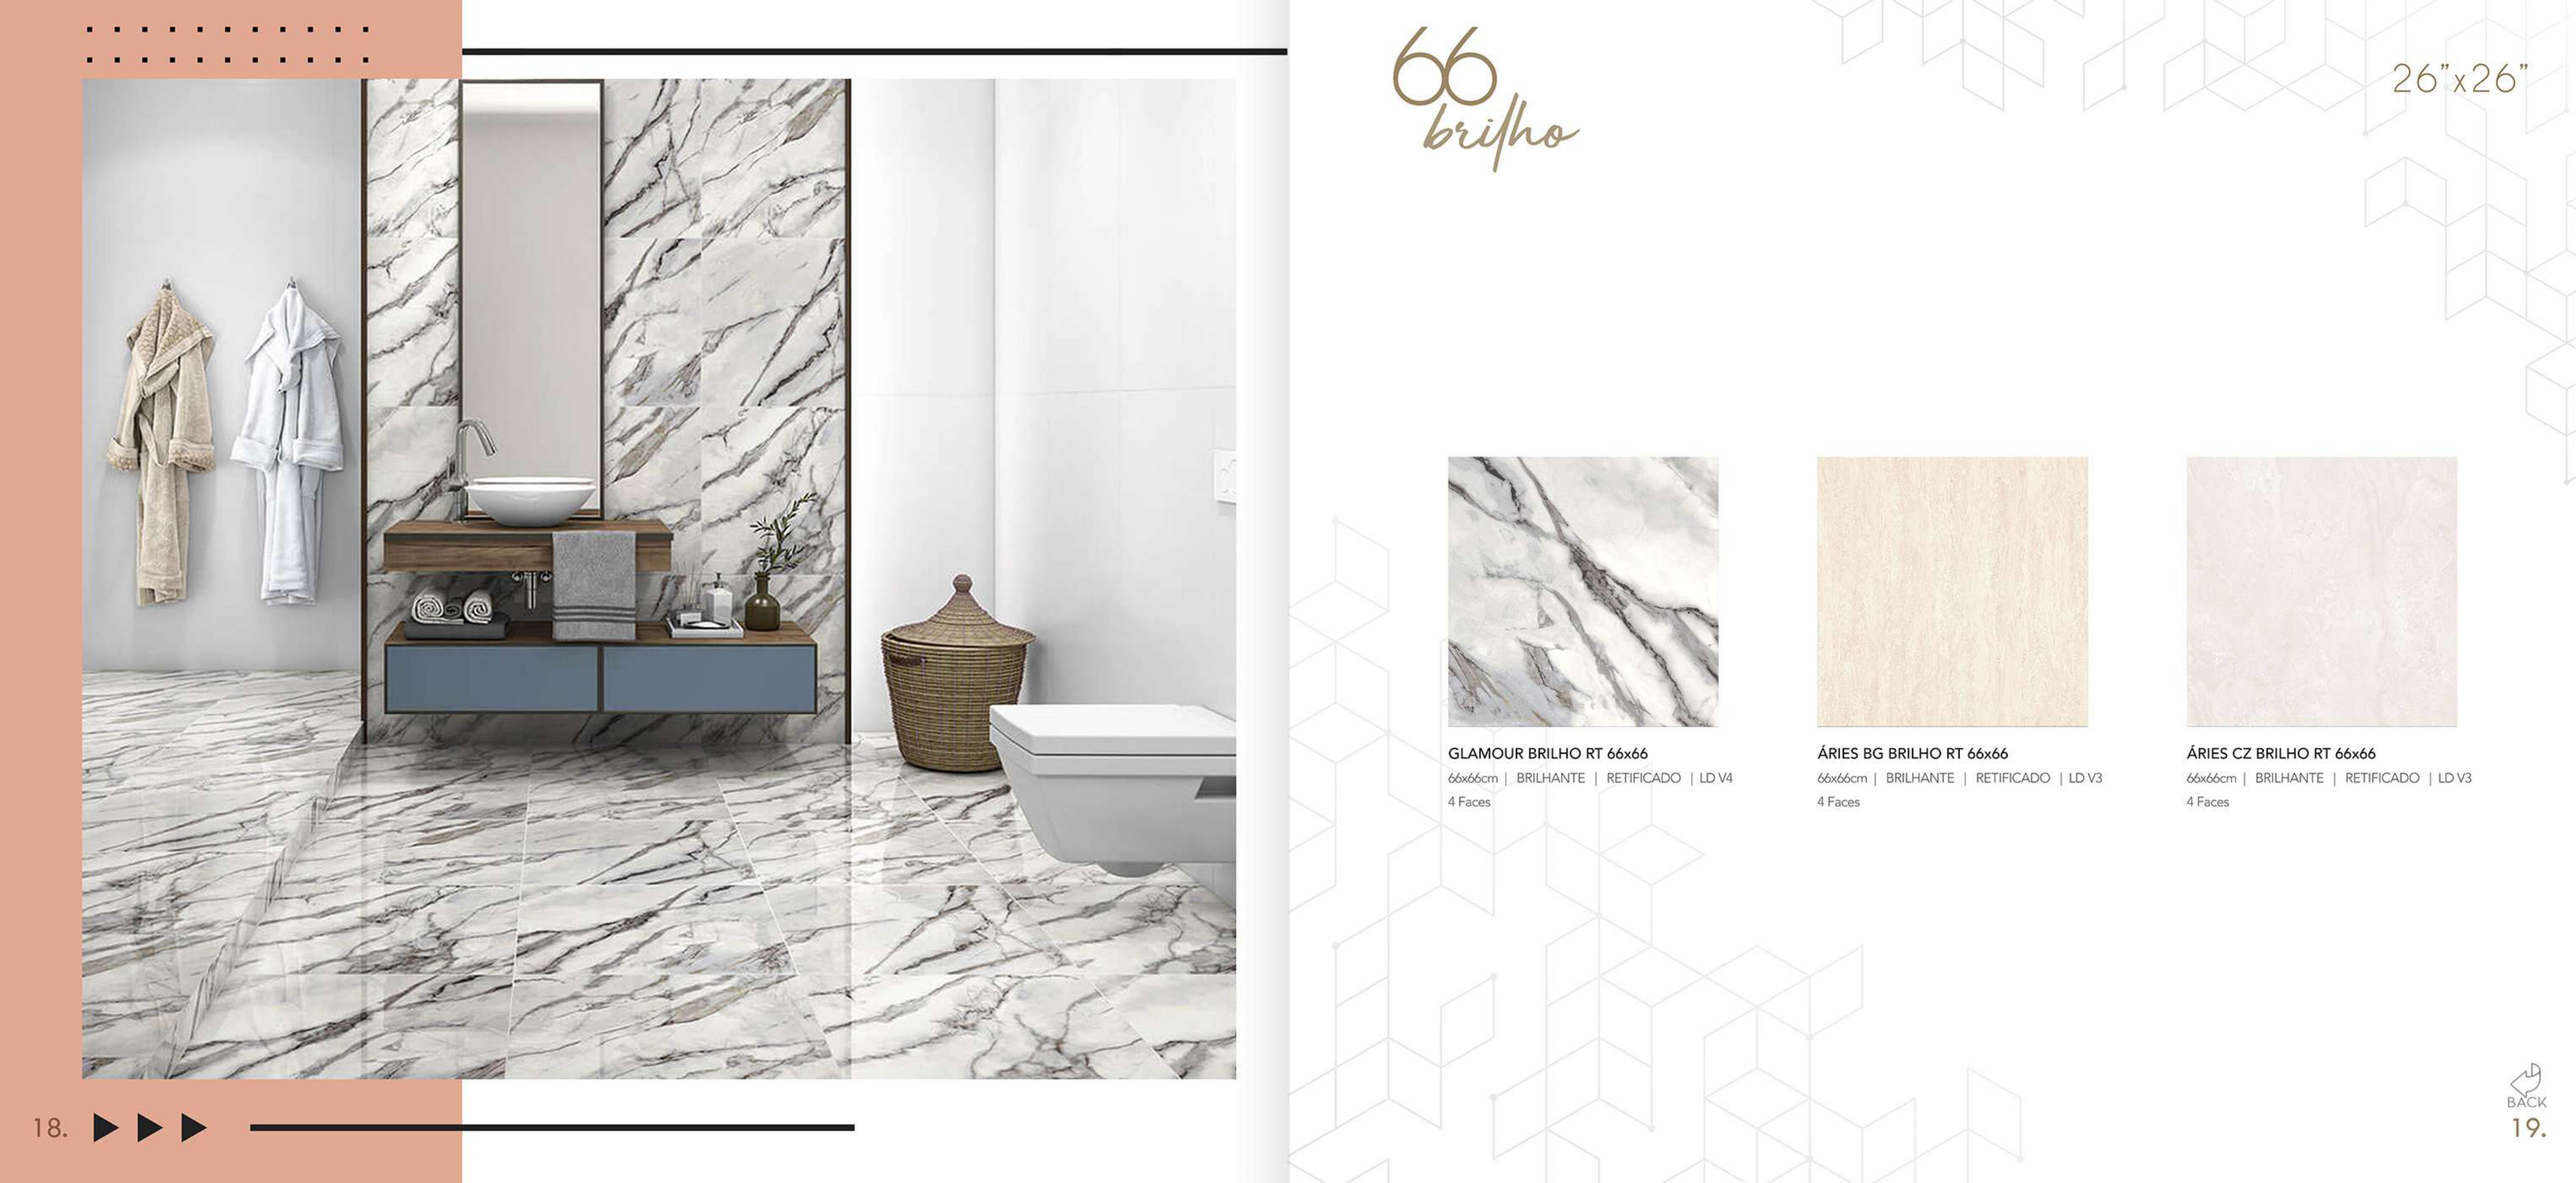 18.
66
brilho
26”x26”
GLAMOUR BRILHO RT 66x66
66x66cm | BRILHANTE | RETIFICADO | LD V4
4 Faces
ÁRIES BG BRILHO RT 66x66
66x66cm | BRILHANTE | RETIFICADO | LD V3
4 Faces
ÁRIES CZ BRILHO RT 66x66
66x66cm | BRILHANTE | RETIFICADO | LD V3
4 Faces
BACK
19.